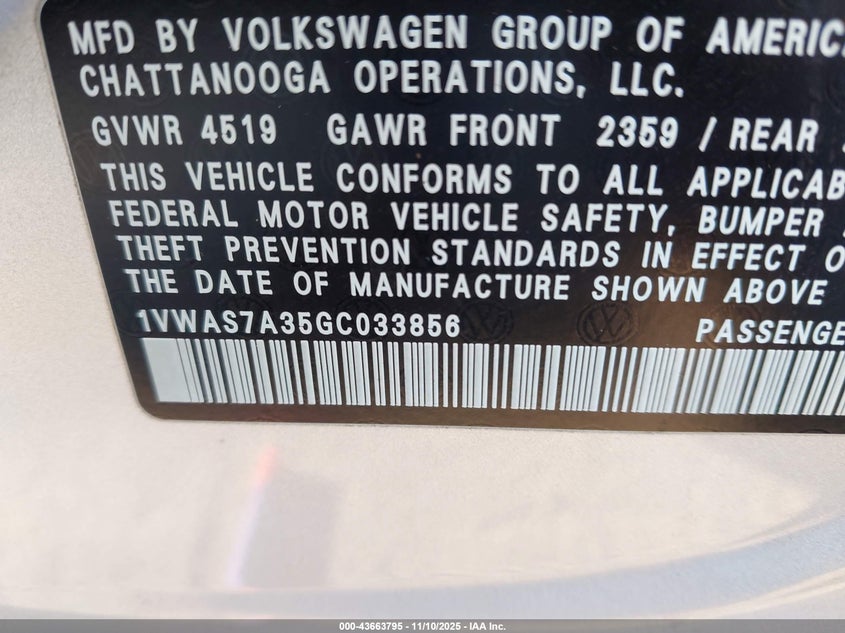 MFD BY VOLKSWAGEN GROUP OF AMERIC
CHATTANOOGA OPERATIONS, LLC.
GVWR 4519 GAWR FRONT 2359 / REAR
THIS VEHICLE CONFORMS TO ALL APPLICAB
FEDERAL MOTOR VEHICLE SAFETY, BUMPER
THEFT PREVENTION STANDARDS IN EFFECT O
THE DATE OF MANUFACTURE SHOWN ABOVE
1VWAS7A35GC033856 PASSENGE
000-43663795 - 11/10/2025 - IAA Inc.